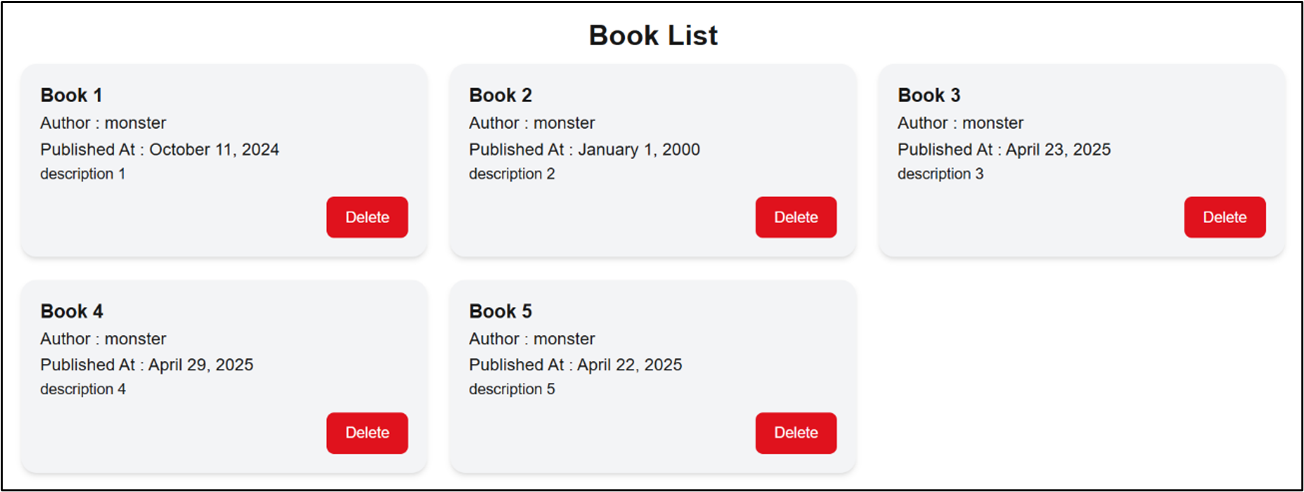 Book List
Book 1
Author : monster
Published At : October 11, 2024
description 1
Delete
Book 2
Author : monster
Published At : January 1, 2000
description 2
Delete
Book 3
Author : monster
Published At : April 23, 2025
description 3
Delete
Book 4
Author : monster
Published At : April 29, 2025
description 4
Delete
Book 5
Author : monster
Published At : April 22, 2025
description 5
Delete